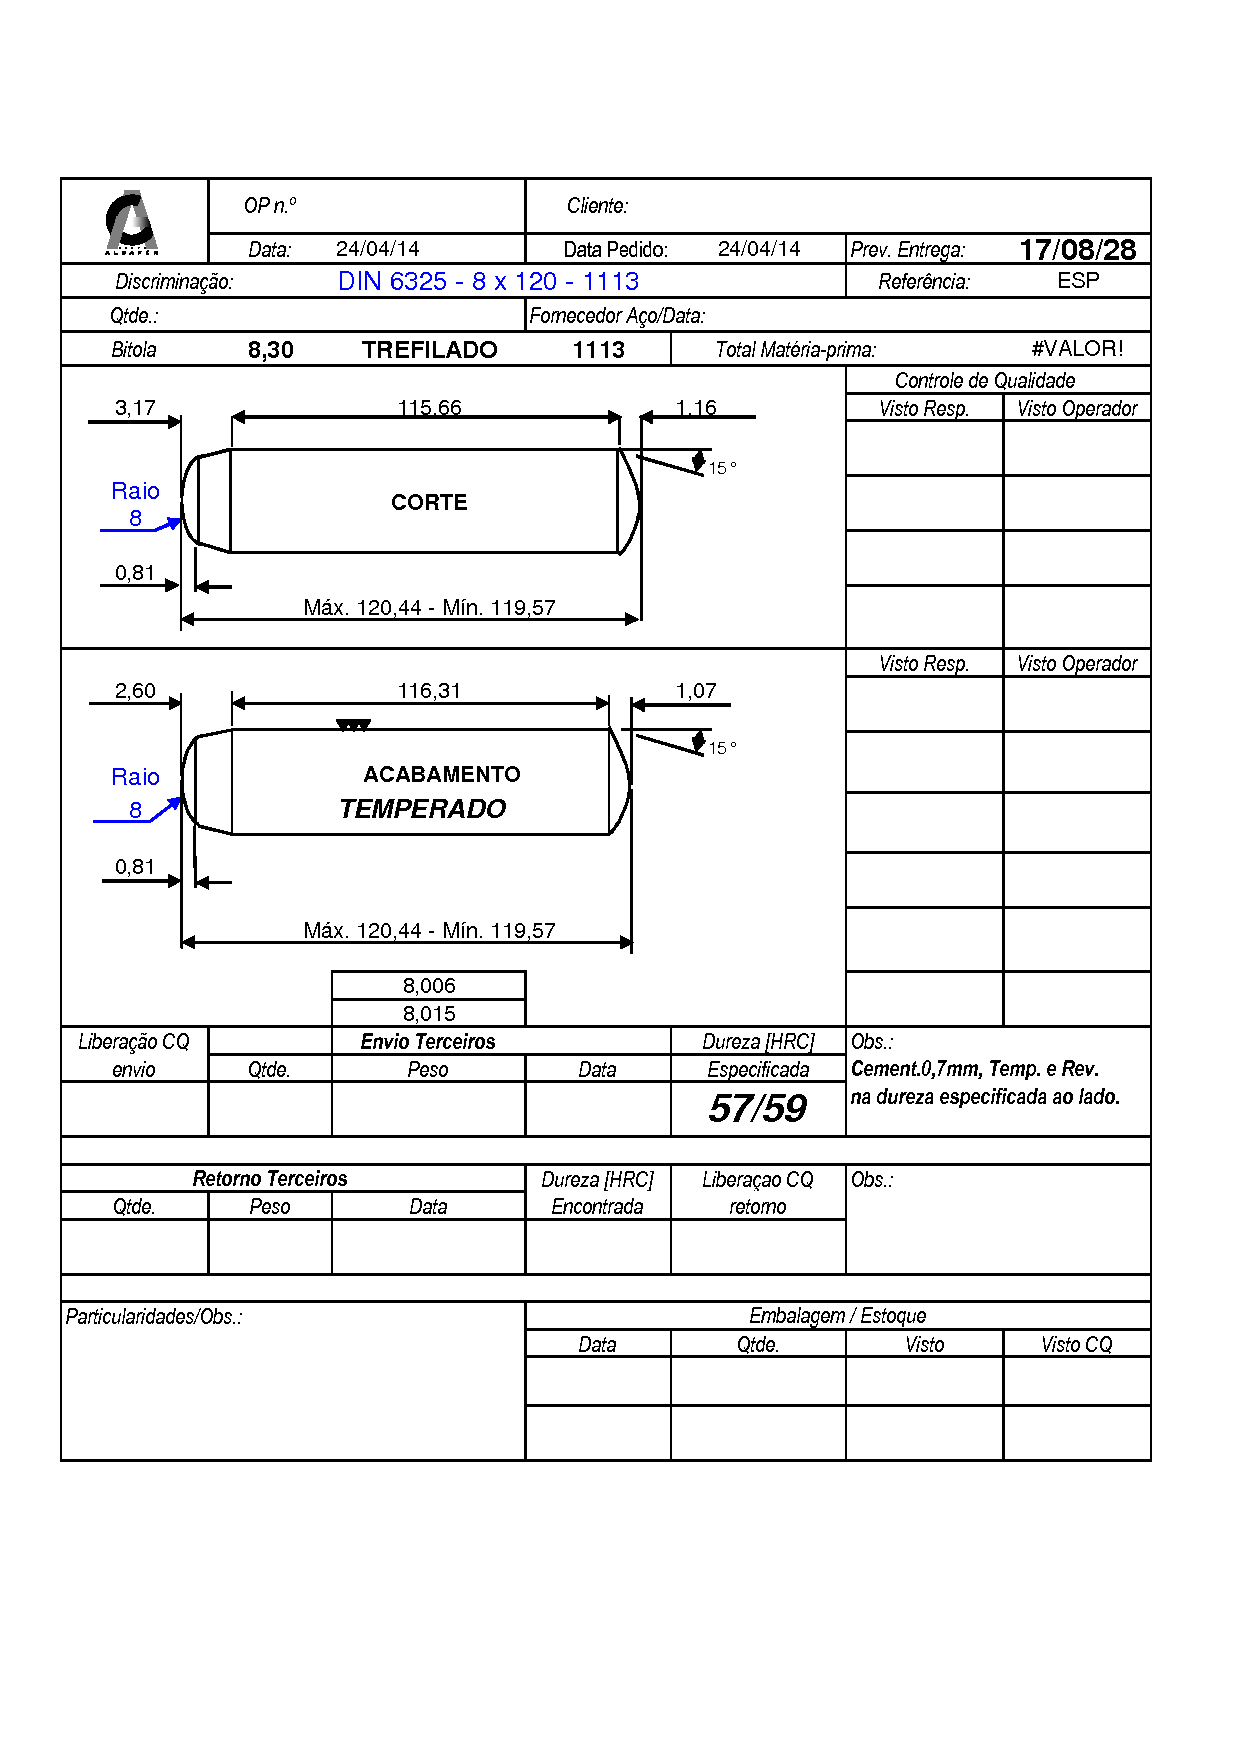 ALBAFER
OP n.º
Cliente:
Data: 24/04/14 Data Pedido: 24/04/14 Prev. Entrega: 17/08/28
Discriminação: DIN 6325 - 8 x 120 - 1113 Referência: ESP
Qtde.: Fornecedor Aço/Data:
Bitola 8,30 TREFILADO 1113 Total Matéria-prima: #VALOR!
Controle de Qualidade
Visto Resp. Visto Operador
3,17 115,66 1,16
15 °
Raio
8
CORTE
0,81
Máx. 120,44 - Mín. 119,57
Visto Resp. Visto Operador
2,60 116,31 1,07
15 °
Raio
8
ACABAMENTO
TEMPERADO
0,81
Máx. 120,44 - Mín. 119,57
8,006
8,015
Liberação CQ Envio Terceiros Dureza [HRC] Obs.:
envio Qtde. Peso Data Especificada Cement.0,7mm, Temp. e Rev.
57/59 na dureza especificada ao lado.
Retorno Terceiros Dureza [HRC] Liberaçao CQ Obs.:
Qtde. Peso Data Encontrada retorno
Particularidades/Obs.: Embalagem / Estoque
Data Qtde. Visto Visto CQ